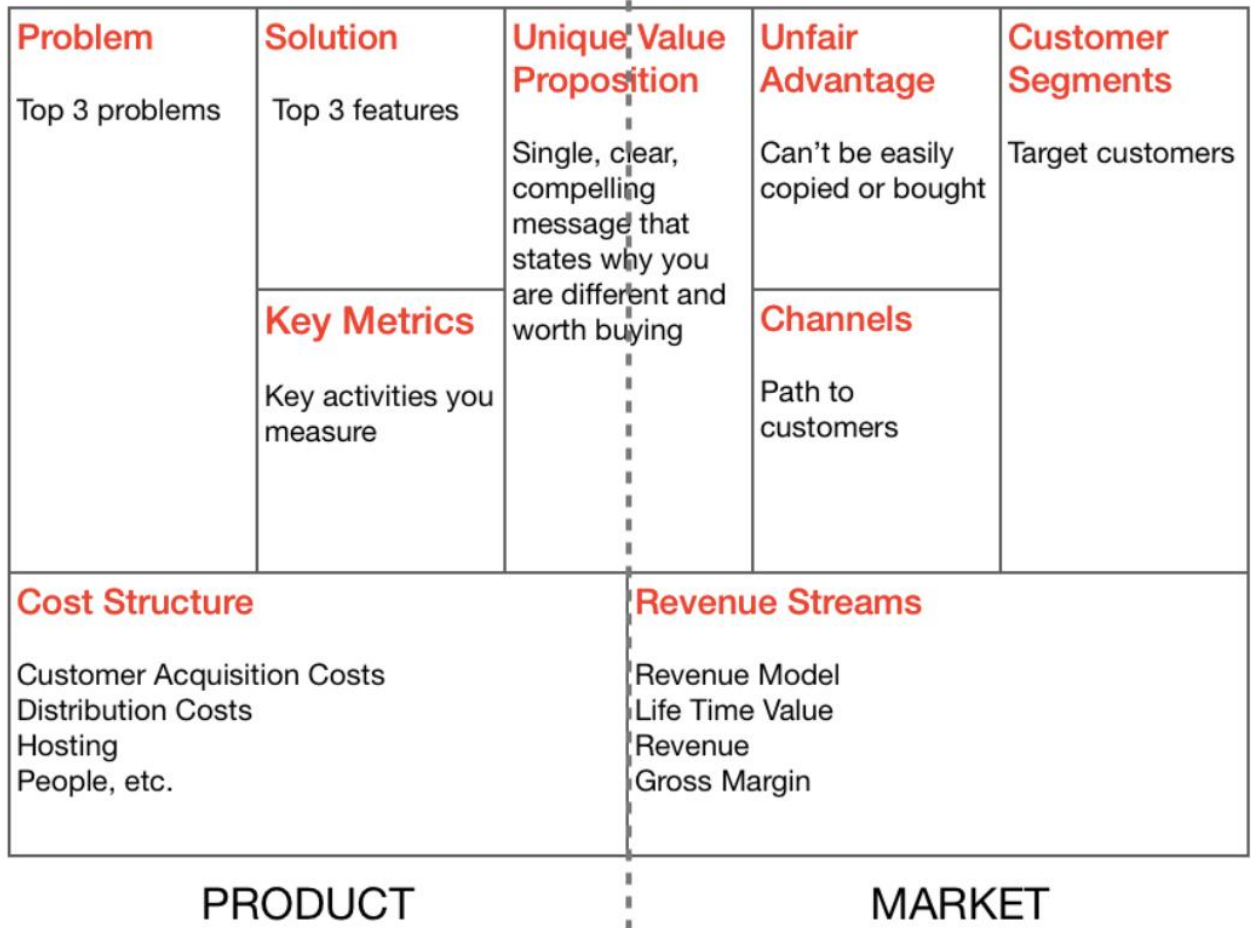 Problem
Top 3 problems
Solution
Top 3 features
Key Metrics
Key activities you
measure
Unique Value
Proposition
Single, clear,
compelling
message that
states why you
are different and
worth buying
Unfair
Advantage
Can't be easily
copied or bought
Channels
Path to
customers
Customer
Segments
Target customers
Cost Structure
Customer Acquisition Costs
Distribution Costs
Hosting
People, etc.
Revenue Streams
Revenue Model
Life Time Value
Revenue
Gross Margin
PRODUCT
MARKET